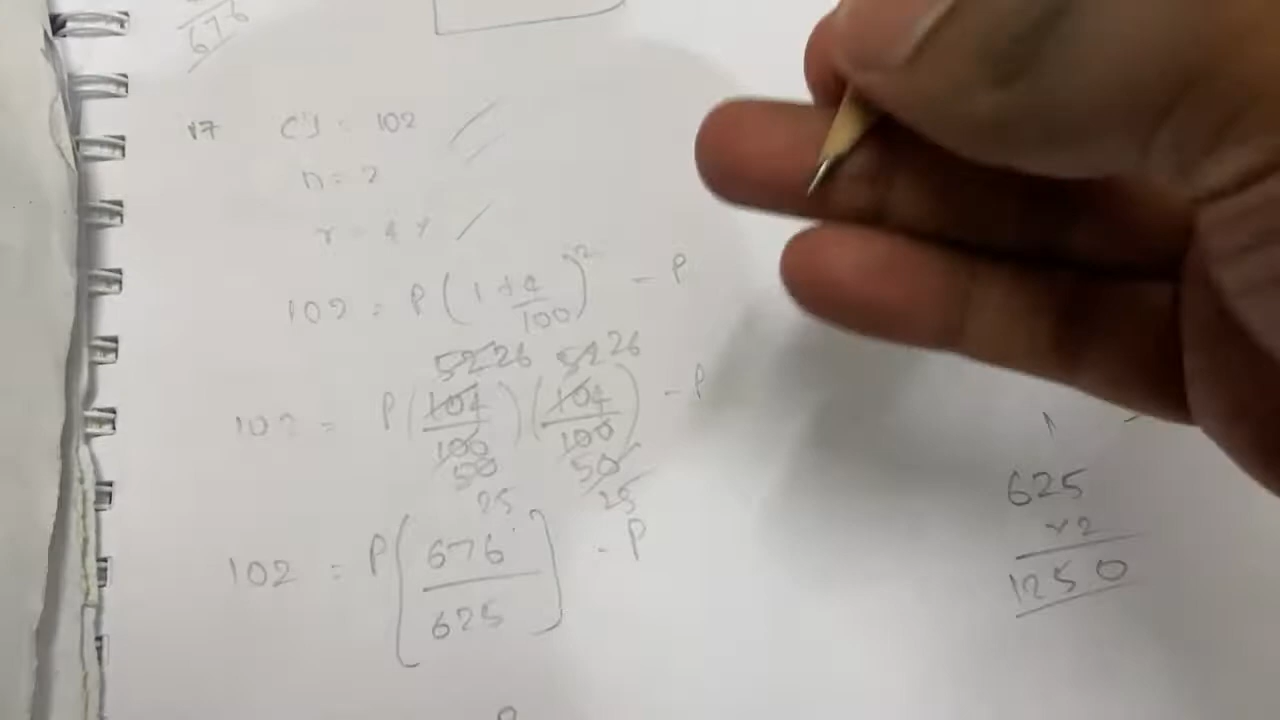 676
17 CI = 102
n = 2
r = 4%
102 = P(1+4/100)^2 - P
52 26 52 26
102 = P(104/100)(104/100) - P
50 50
25 25
102 = P[676/625] - P
625
×2
1250